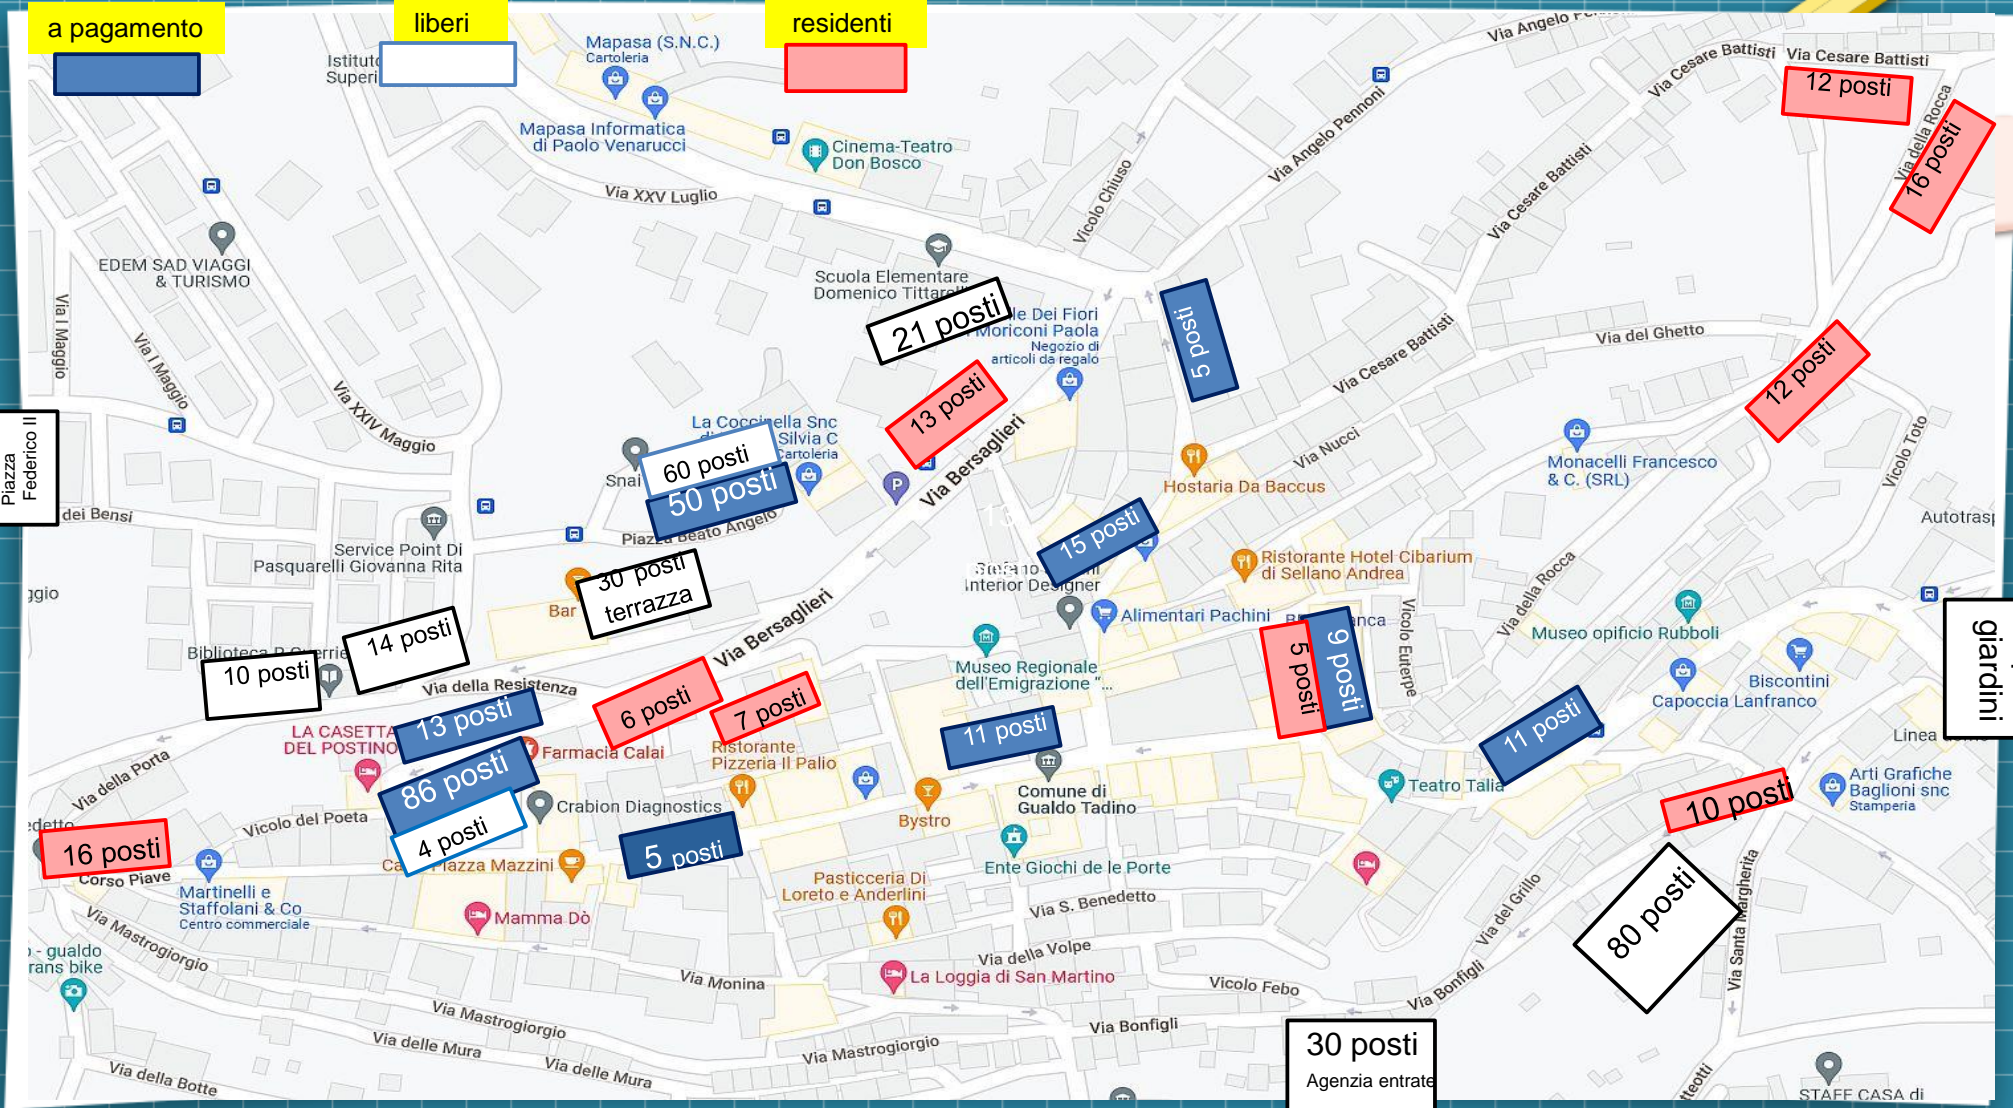 a pagamento
liberi
residenti
Mapasa (S.N.C.)
Cartoleria
Via Cesare Battisti
Via Cesare Battisti
12 posti
Via della Rocca
16 posti
Mapasa Informatica
di Paolo Venarucci
Cinema-Teatro
Don Bosco
Via Angelo Pennoni
Via XXV Luglio
Vicolo Chiuso
Via Cesare Battisti
EDEM SAD VIAGGI
& TURISMO
Scuola Elementare
Domenico
21 posti
Dei Fiori
Moriconi Paola
Negozio di
articoli da regalo
5 posti
Via I Maggio
Via I Maggio
Via XXIV Maggio
Via Cesare Battisti
Via del Ghetto
12 posti
13 posti
Piazza
Federico II
La Coccinella Snc
Silvia C
Cartoleria
60 posti
50 posti
Snai
Piazza Beato Angelo
Via Bersaglieri
Via Nucci
Hostaria Da Baccus
Monacelli Francesco
& C. (SRL)
Vicolo Toto
dei Bensi
Service Point Di
Pasquarelli Giovanna Rita
13
15 posti
Interior Designer
Ristorante Hotel Cibarium
di Sellano Andrea
Via della Rocca
Bar
30 posti
terrazza
Via Bersaglieri
Alimentari Pachini
Vicolo Euterpe
Museo opificio Rubboli
giardini
Biblioteca R
10 posti
14 posti
Via della Resistenza
Museo Regionale
dell'Emigrazione "...
5 posti
9 posti
Biscontini
Capoccia Lanfranco
Linea
LA CASETTA
DEL POSTINO
13 posti
6 posti
7 posti
11 posti
11 posti
Farmacia Calai
Ristorante
Pizzeria Il Palio
Via della Porta
86 posti
4 posti
Crabion Diagnostics
Comune di
Gualdo Tadino
Teatro Talia
10 posti
Arti Grafiche
Baglioni snc
Stamperia
Vicolo del Poeta
Bystro
16 posti
Corso Piave
5 posti
Piazza Mazzini
Ente Giochi de le Porte
Martinelli e
Staffolani & Co
Centro commerciale
Mamma Dò
Pasticceria Di
Loreto e Anderlini
Via S. Benedetto
Via del Grillo
80 posti
Via Santa Margherita
Via Mastrogiorgio
- gualdo
rans bike
Via della Volpe
Via Monina
La Loggia di San Martino
Vicolo Febo
Via Bonfigli
Via Mastrogiorgio
Via Bonfigli
Via delle Mura
Via delle Mura
Via Mastrogiorgio
Via della Botte
30 posti
Agenzia entrate
STAFF CASA di